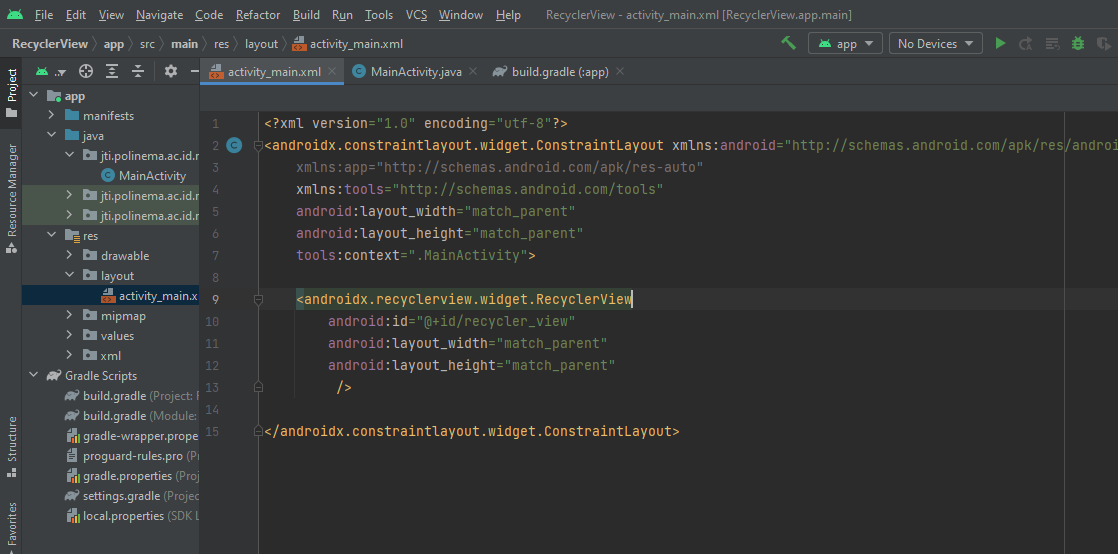 File Edit View Navigate Code Refactor Build Run Tools VCS Window Help RecyclerView - activity_main.xml [RecyclerView.app.main]
RecyclerView app src main res layout activity_main.xml app No Devices
Project
Resource Manager
Structure
Favorites
..
app
manifests
java
jti.polinema.ac.id.r
MainActivity
jti.polinema.ac.id.r
jti.polinema.ac.id.r
res
drawable
layout
activity_main.x
mipmap
values
xml
Gradle Scripts
build.gradle (Project: F
build.gradle (Module:
gradle-wrapper.prope
proguard-rules.pro (P
gradle.properties (Proj
settings.gradle (Projec
local.properties (SDK L
activity_main.xml MainActivity.java build.gradle (:app)
1 <?xml version="1.0" encoding="utf-8"?>
2 <androidx.constraintlayout.widget.ConstraintLayout xmlns:android="http://schemas.android.com/apk/res/androi
3 xmlns:app="http://schemas.android.com/apk/res-auto"
4 xmlns:tools="http://schemas.android.com/tools"
5 android:layout_width="match_parent"
6 android:layout_height="match_parent"
7 tools:context=".MainActivity">
8
9 <androidx.recyclerview.widget.RecyclerView
10 android:id="@+id/recycler_view"
11 android:layout_width="match_parent"
12 android:layout_height="match_parent"
13 />
14
15 </androidx.constraintlayout.widget.ConstraintLayout>